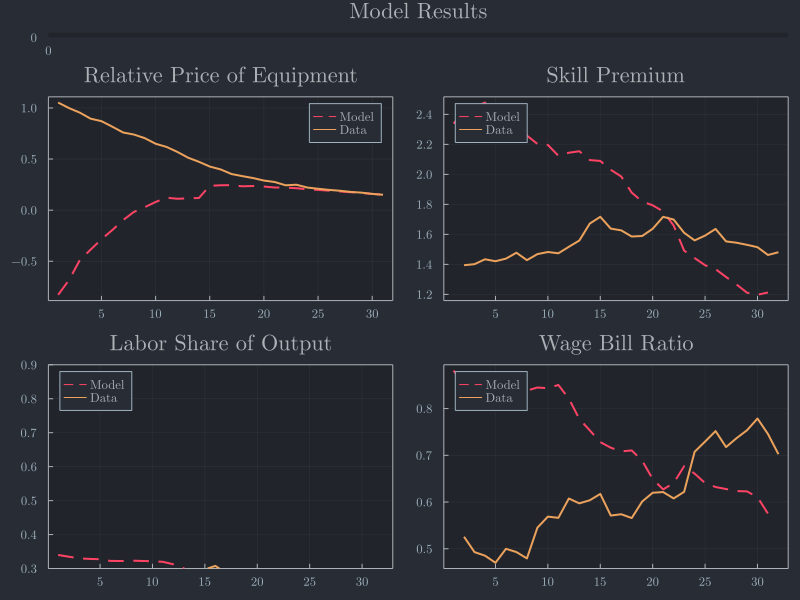 Model Results
0
0
Relative Price of Equipment
1.0
0.5
0.0
−0.5
Model
Data
5 10 15 20 25 30
Skill Premium
2.4
2.2
2.0
1.8
1.6
1.4
1.2
Model
Data
5 10 15 20 25 30
Labor Share of Output
0.9
0.8
0.7
0.6
0.5
0.4
0.3
Model
Data
5 10 15 20 25 30
Wage Bill Ratio
0.8
0.7
0.6
0.5
Model
Data
5 10 15 20 25 30